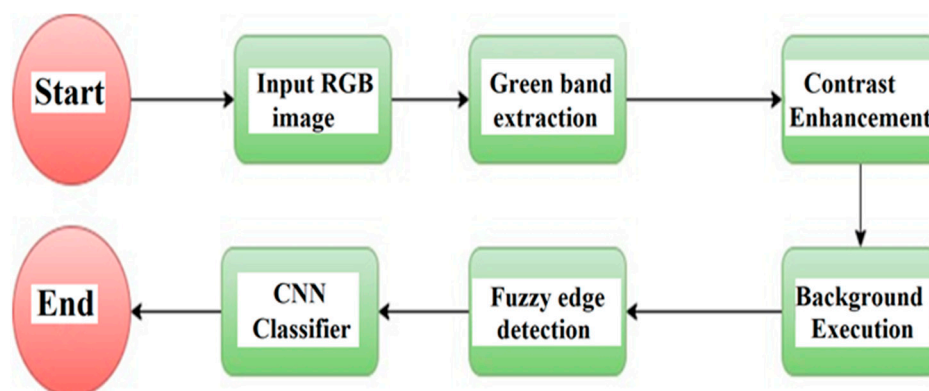 Start
Input RGB
image
Green band
extraction
Contrast
Enhancement
Background
Execution
Fuzzy edge
detection
CNN
Classifier
End